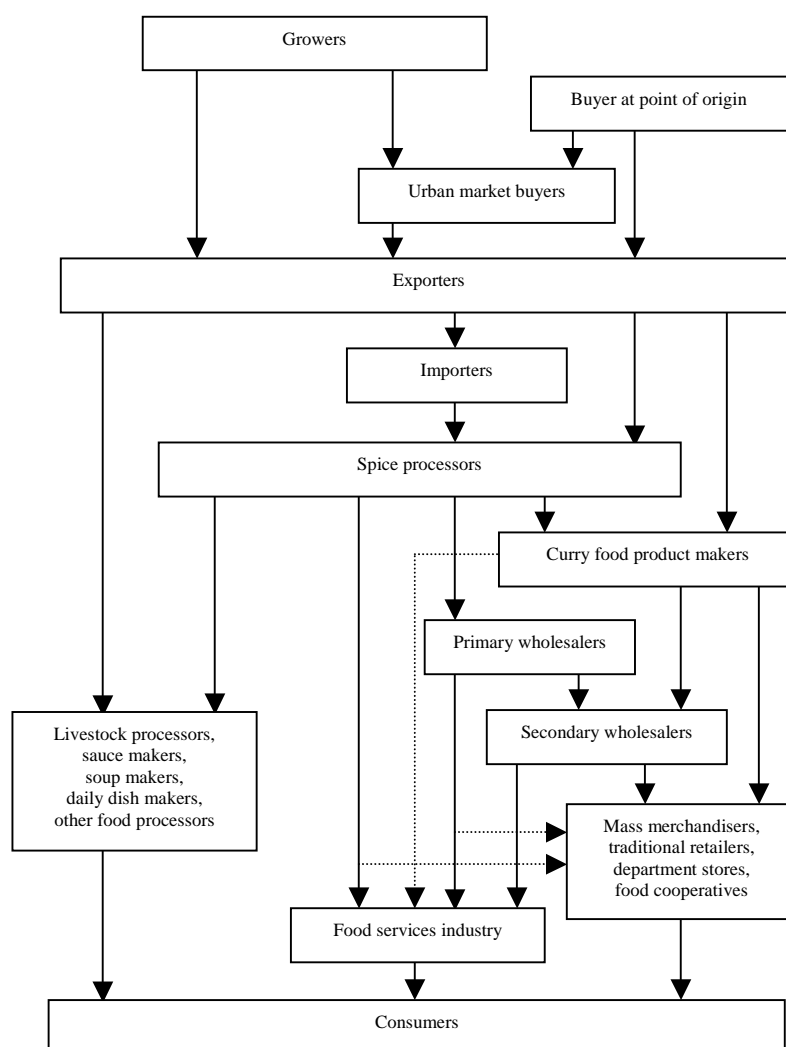 Growers
Buyer at point of origin
Urban market buyers
Exporters
Importers
Spice processors
Curry food product makers
Primary wholesalers
Secondary wholesalers
Livestock processors,
sauce makers,
soup makers,
daily dish makers,
other food processors
Mass merchandisers,
traditional retailers,
department stores,
food cooperatives
Food services industry
Consumers